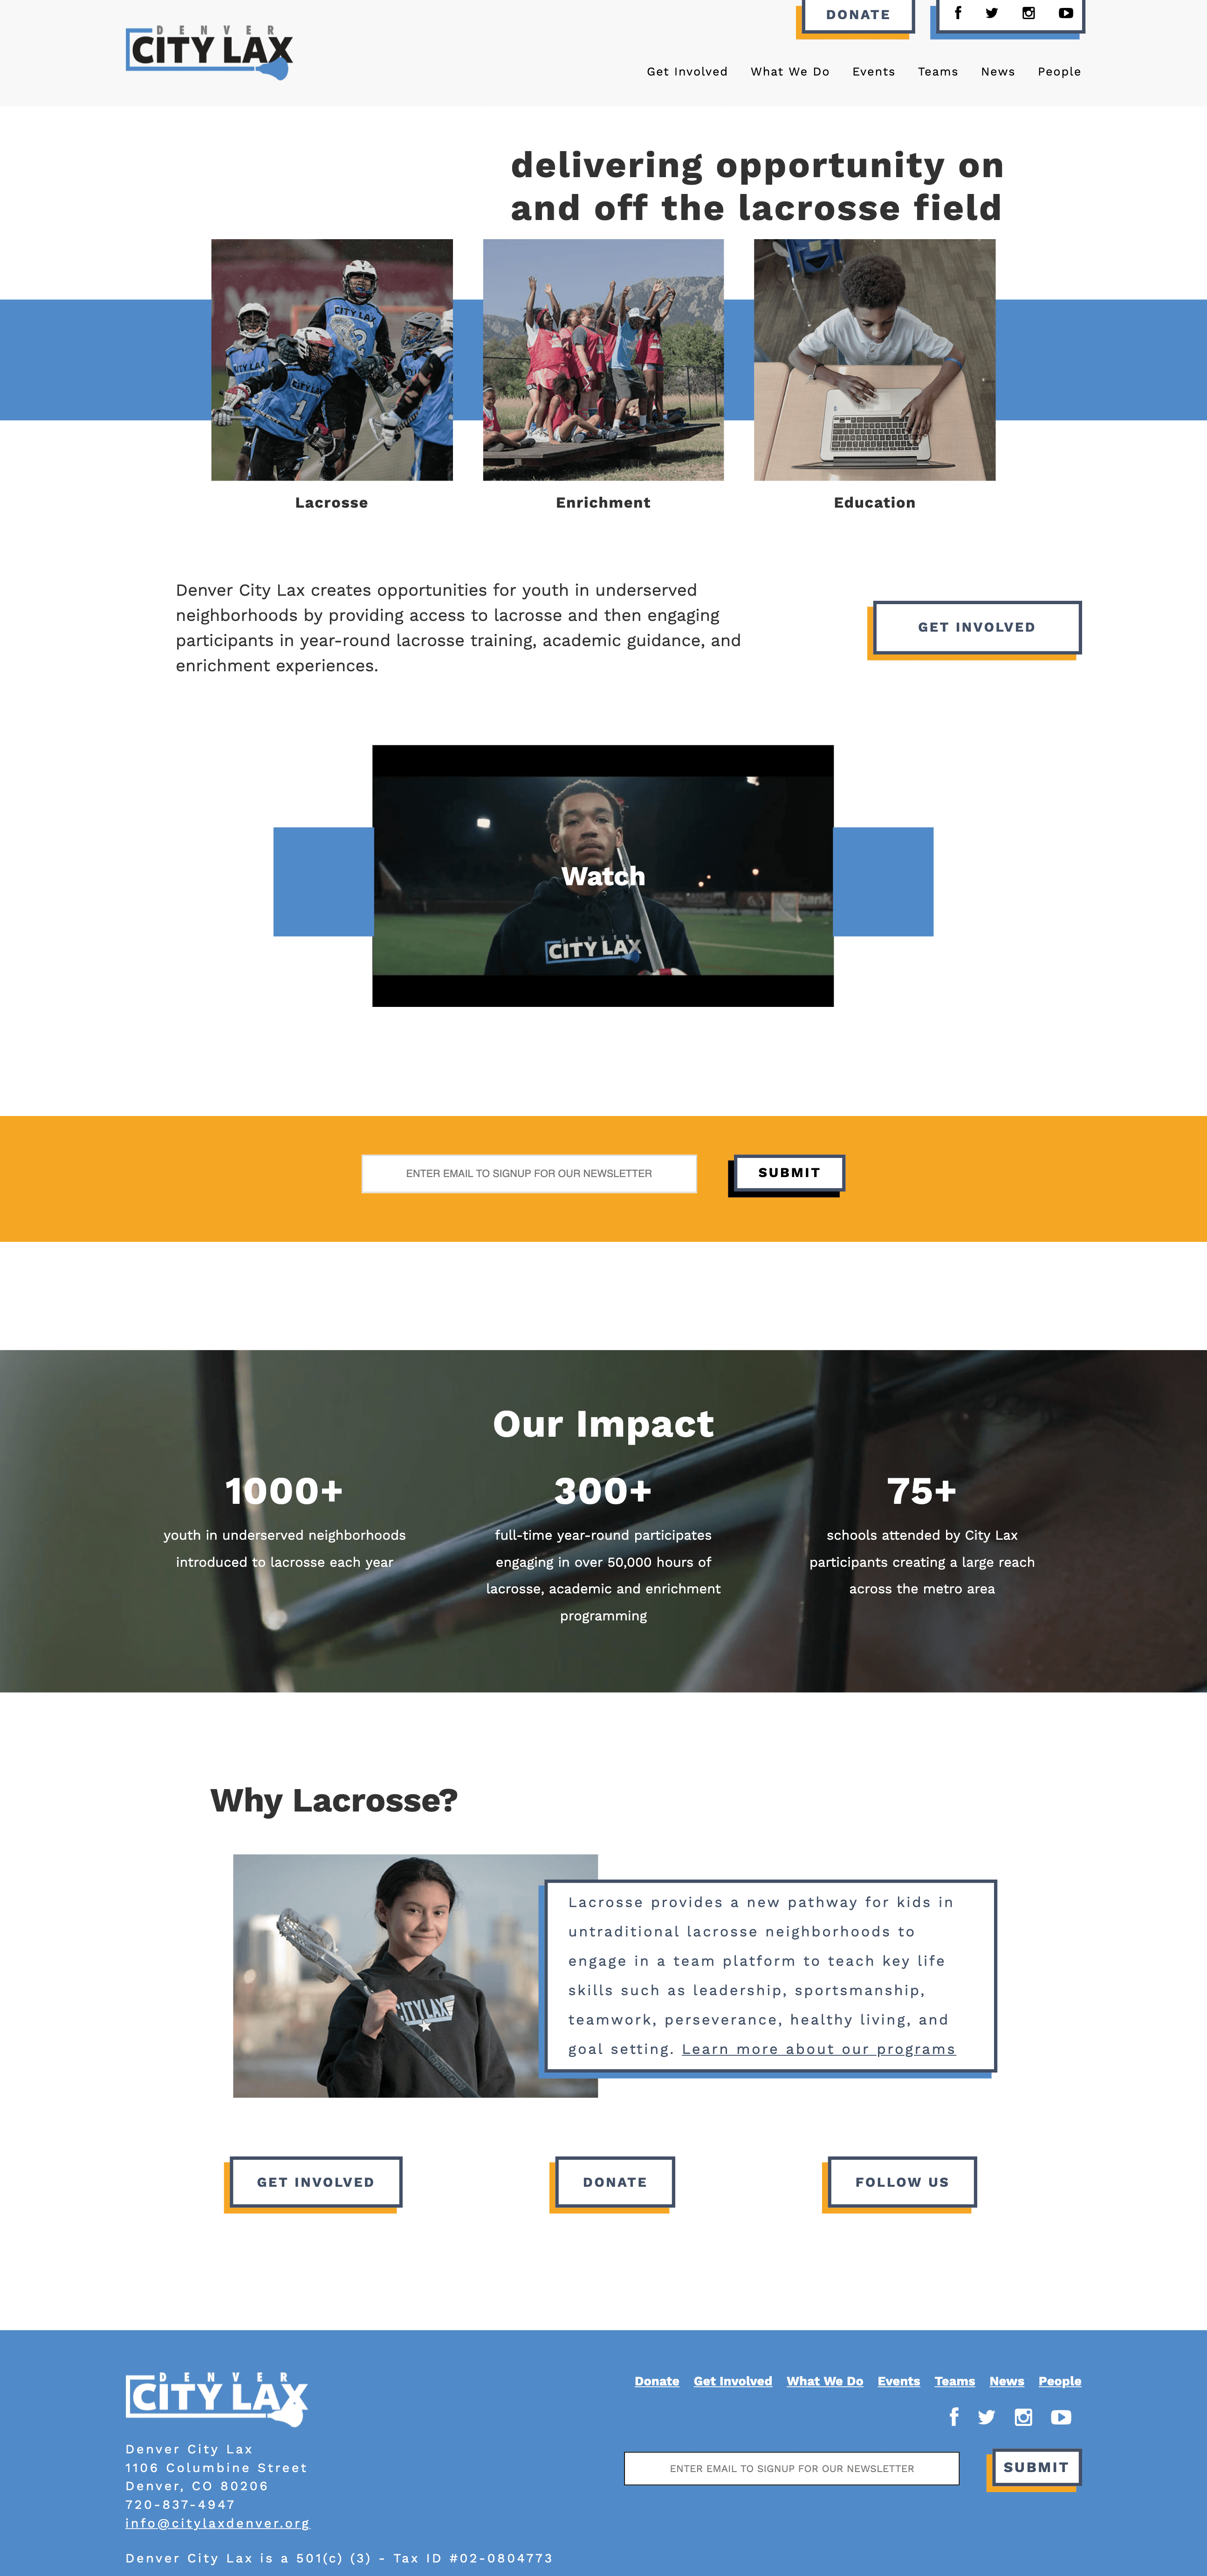 DENVER
CITY LAX
DONATE
Get Involved What We Do Events Teams News People
delivering opportunity on
and off the lacrosse field
CITY LAX
2
CITY LAX
CITY LAX
1
Lacrosse
Enrichment
Education
Denver City Lax creates opportunities for youth in underserved
neighborhoods by providing access to lacrosse and then engaging
participants in year-round lacrosse training, academic guidance, and
enrichment experiences.
GET INVOLVED
Watch
DENVER
CITY LAX
ENTER EMAIL TO SIGNUP FOR OUR NEWSLETTER
SUBMIT
Our Impact
1000+
youth in underserved neighborhoods
introduced to lacrosse each year
300+
full-time year-round participates
engaging in over 50,000 hours of
lacrosse, academic and enrichment
programming
75+
schools attended by City Lax
participants creating a large reach
across the metro area
Why Lacrosse?
CITYLAX
Lacrosse provides a new pathway for kids in
untraditional lacrosse neighborhoods to
engage in a team platform to teach key life
skills such as leadership, sportsmanship,
teamwork, perseverance, healthy living, and
goal setting. Learn more about our programs
GET INVOLVED
DONATE
FOLLOW US
DENVER
CITY LAX
Donate Get Involved What We Do Events Teams News People
ENTER EMAIL TO SIGNUP FOR OUR NEWSLETTER
SUBMIT
Denver City Lax
1106 Columbine Street
Denver, CO 80206
720-837-4947
info@citylaxdenver.org
Denver City Lax is a 501(c) (3) - Tax ID #02-0804773